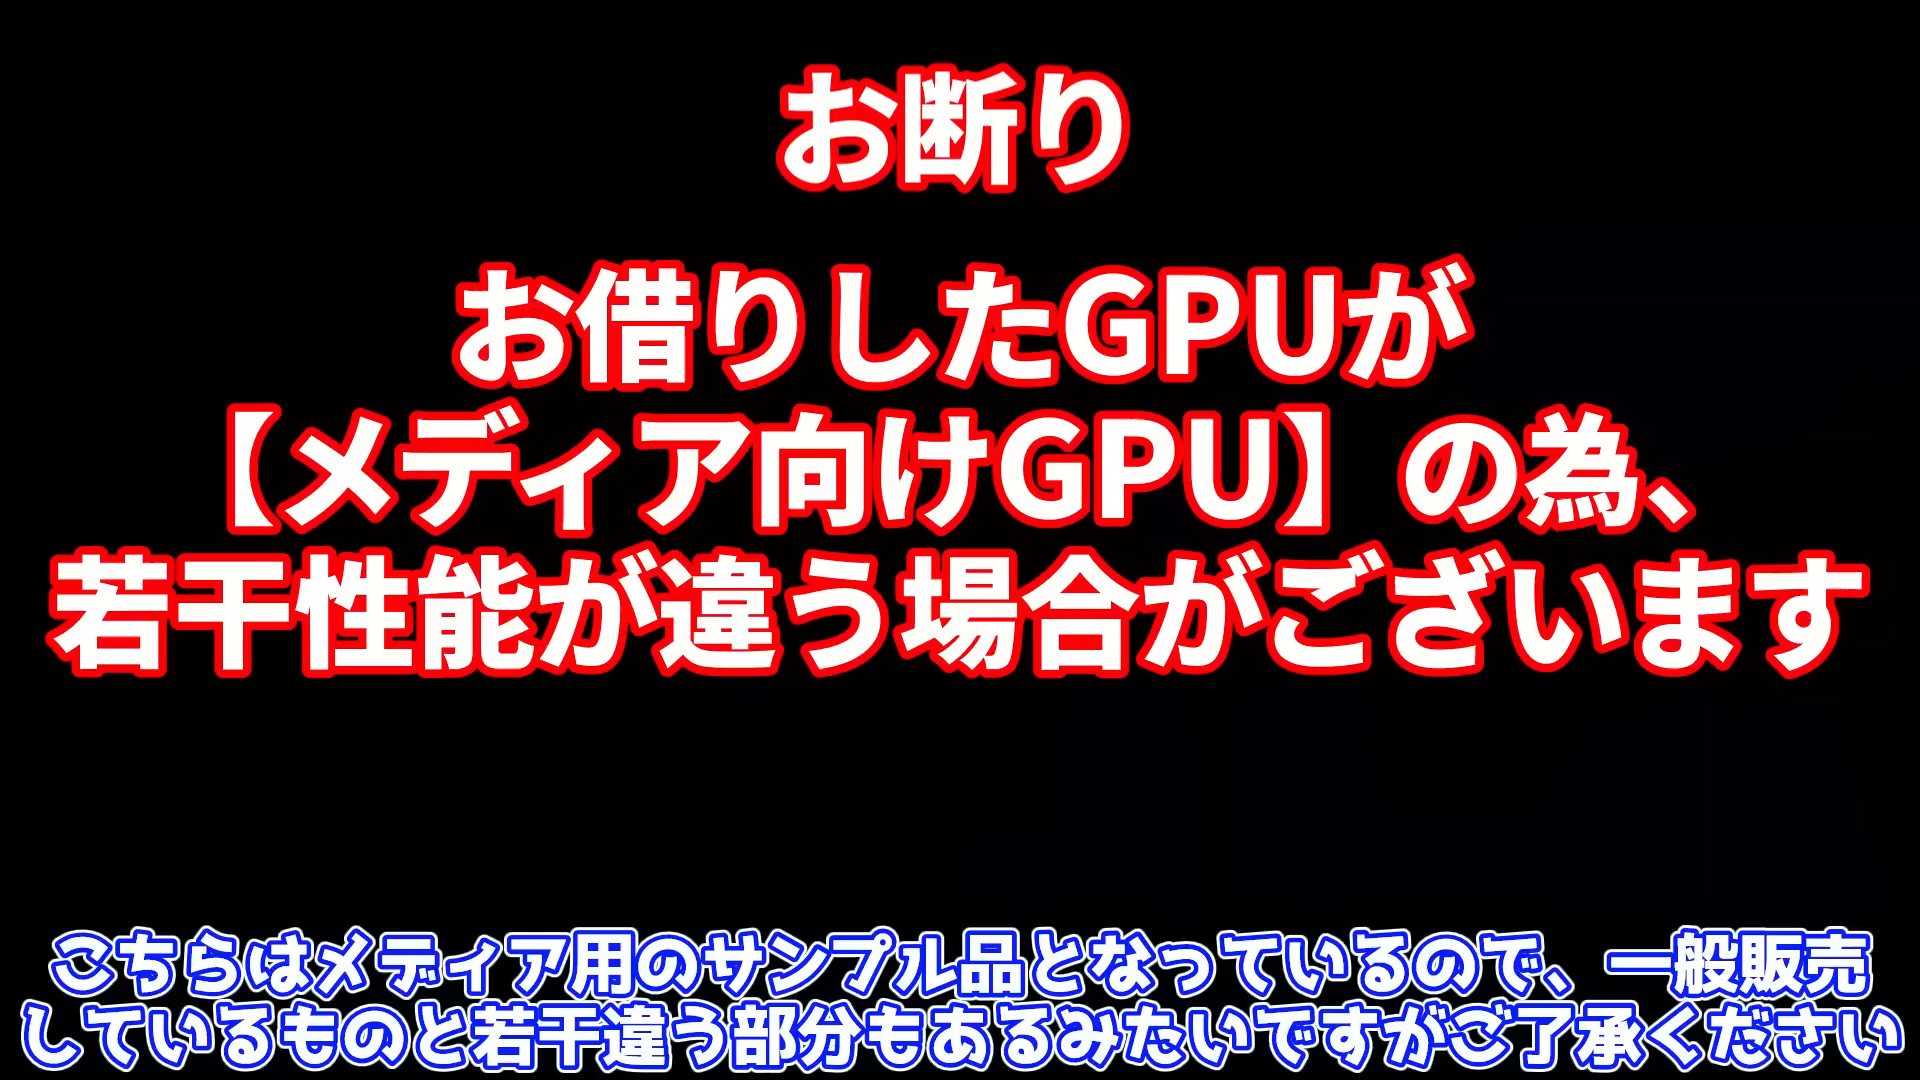 お断り
お借りしたGPUが
【メディア向けGPU】の為、
若干性能が違う場合がございます
こちらはメディア用のサンプル品となっているので、一般販売
しているものと若干違う部分もあるみたいですがご了承ください